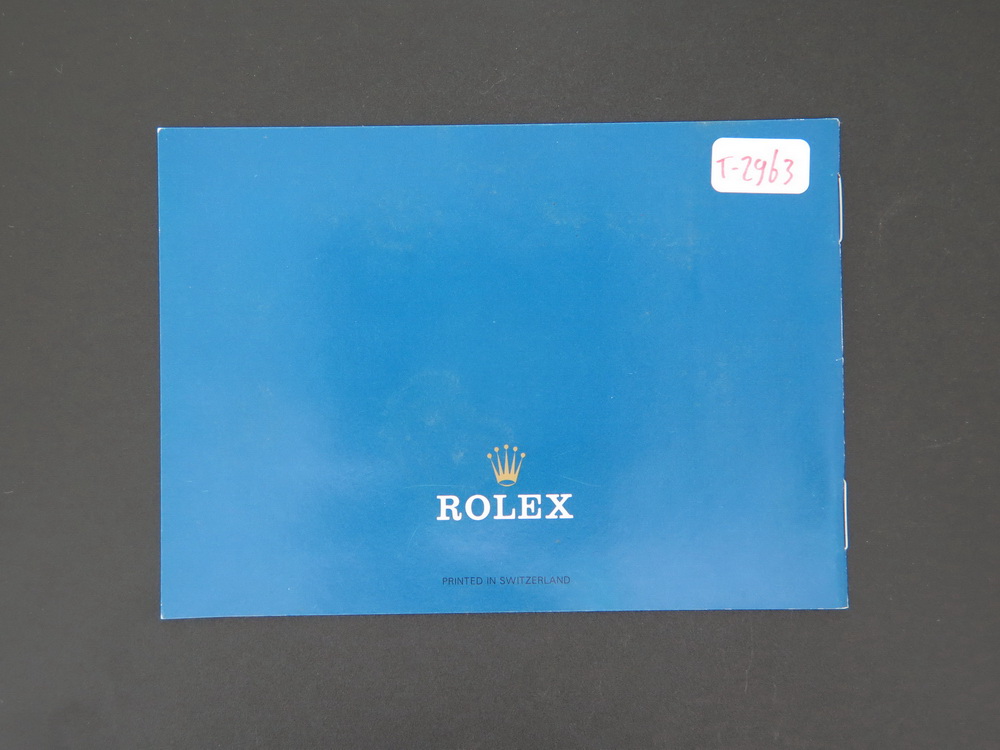 T-2963
ROLEX
PRINTED IN SWITZERLAND